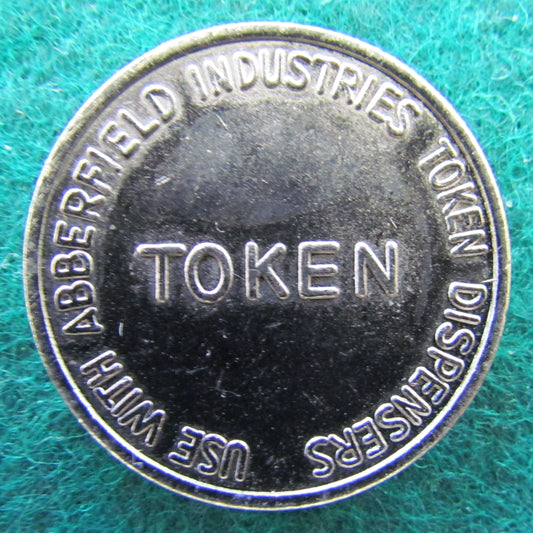 USE WITH ABBERFIELD INDUSTRIES TOKEN DISPENSERS
TOKEN